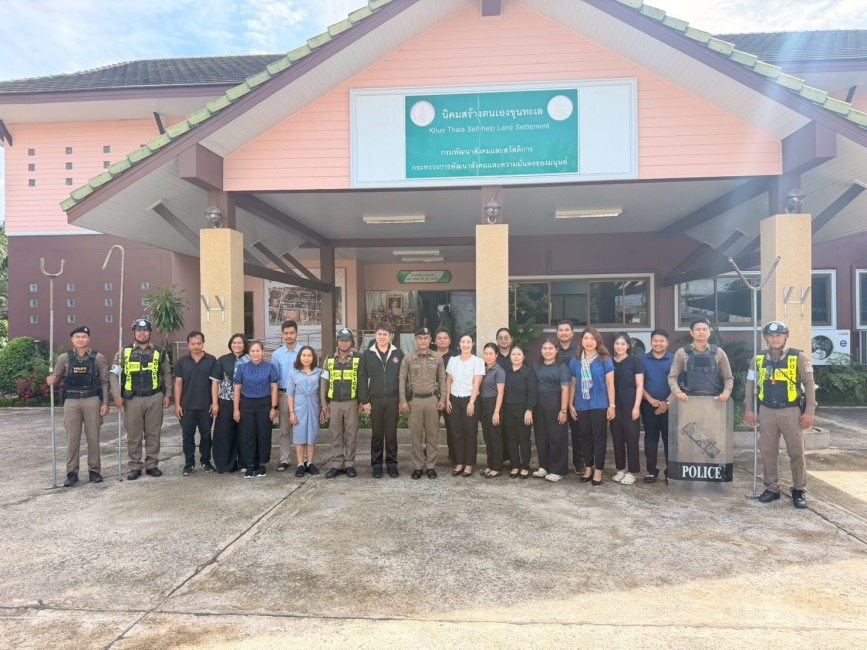 นิคมสร้างตนเองขุนทะเล
Khun Thala Self-help Land Settlement
กรมพัฒนาสังคมและสวัสดิการ
กระทรวงการพัฒนาสังคมและความมั่นคงของมนุษย์
POLICE